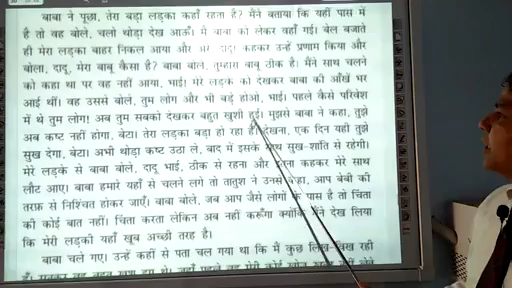 बाबा ने पूछा, तेरा बड़ा लड़का कहाँ रहता है? मैंने बताया कि यहीं पास में
है तो वह बोले, चलो थोड़ा देख आऊँ। मैं बाबा को लेकर वहाँ गई। बेल बजाते
ही मेरा लड़का बाहर निकल आया और अरे दादा! कहकर उन्हें प्रणाम किया और
बोला, दादू, मेरा बाबू कैसा है? बाबा बोले, तुम्हारा बाबू ठीक है। मैंने साथ चलने
को कहा था पर वह नहीं आया, भाई! मेरे लड़के को देखकर बाबा की आँखें भर
आई थीं। वह उससे बोले, तुम लोग और भी बड़े होओ, भाई! पहले कैसे परिवेश
में थे तुम लोग! अब तुम सबको देखकर बहुत खुशी हुई। मुझसे बाबा ने कहा, तुझे
अब कष्ट नहीं होगा, बेटा। तेरा लड़का बड़ा हो रहा है। देखना, एक दिन यही तुझे
सुख देगा, बेटा। अभी थोड़ा कष्ट उठा ले, बाद में इसके साथ सुख-शांति से रहेगी।
मेरे लड़के से बाबा बोले, दादू भाई, ठीक से रहना और इतना कहकर मेरे साथ
लौट आए। बाबा हमारे यहाँ से चलने लगे तो तातुश ने उनसे कहा, आप बेबी की
तरफ़ से निश्चिंत होकर जाएँ। बाबा बोले, जब आप जैसे लोगों के पास है तो चिंता
की कोई बात नहीं। चिंता करता लेकिन अब नहीं करूँगा क्योंकि मैंने देख लिया
कि मेरी लड़की यहाँ खूब अच्छी तरह है।
बाबा चले गए। उन्हें कहीं से पता चल गया था कि मैं कुछ लिख-विख रही
हूँ।